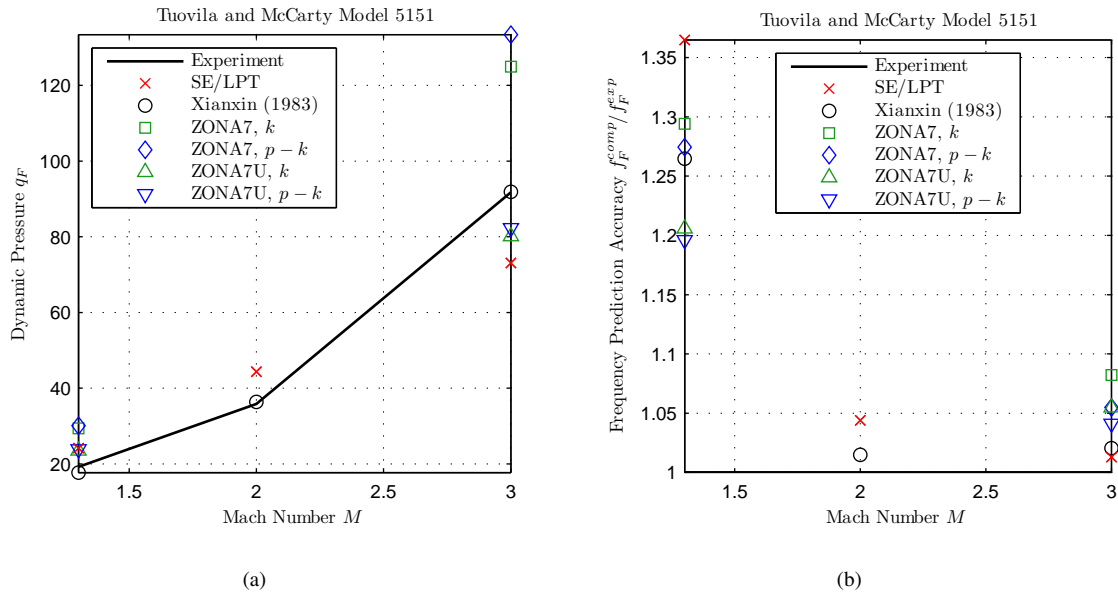 Tuovila and McCarty Model 5151
Experiment
SE/LPT
Xianxin (1983)
ZONA7, k
ZONA7, p − k
ZONA7U, k
ZONA7U, p − k
120
100
80
60
40
20
1.5
2
2.5
3
Dynamic Pressure q_F
Mach Number M
(a)
Tuovila and McCarty Model 5151
Experiment
SE/LPT
Xianxin (1983)
ZONA7, k
ZONA7, p − k
ZONA7U, k
ZONA7U, p − k
1.35
1.3
1.25
1.2
1.15
1.1
1.05
1
1.5
2
2.5
3
Frequency Prediction Accuracy f_F^{comp}/f_F^{exp}
Mach Number M
(b)